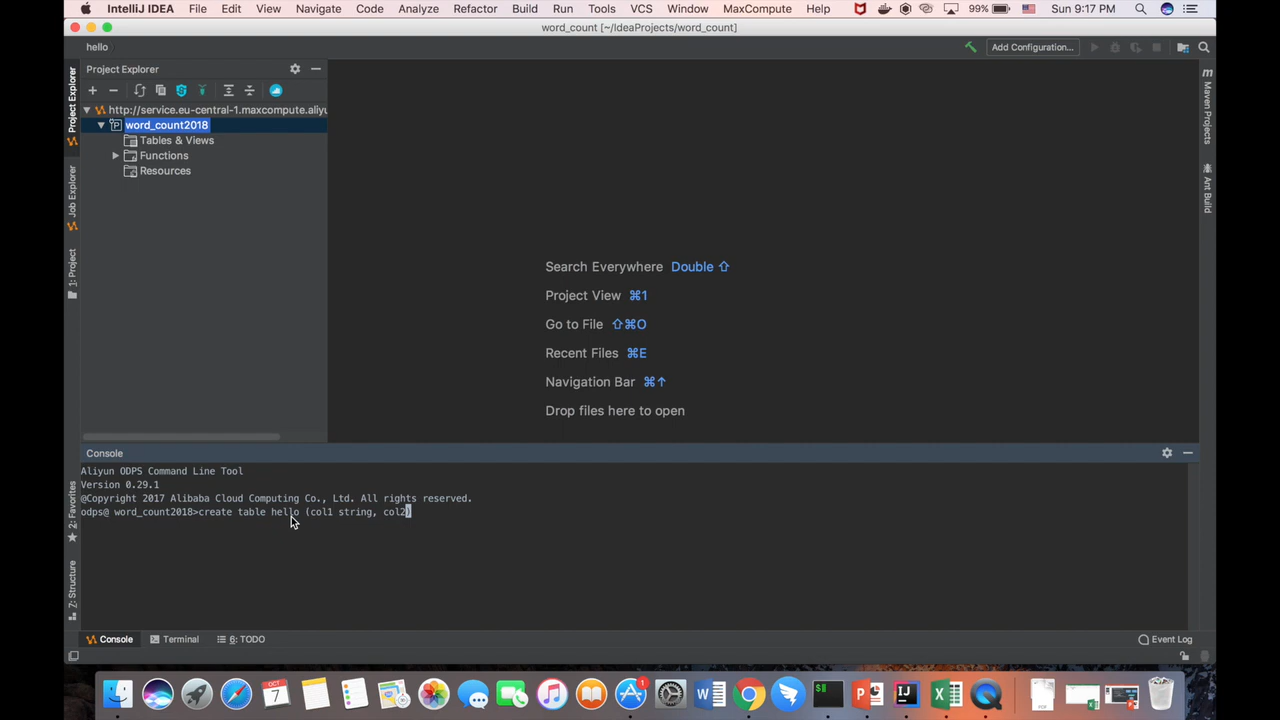 IntelliJ IDEA File Edit View Navigate Code Analyze Refactor Build Run Tools VCS Window MaxCompute Help 99% Sun 9:17 PM
word_count [~/IdeaProjects/word_count]
hello Add Configuration...
Project Explorer
http://service.eu-central-1.maxcompute.aliyu
word_count2018
Tables & Views
Functions
Resources
Project Explorer
Job Explorer
1: Project
2: Favorites
7: Structure
Maven Projects
Ant Build
Search Everywhere Double ⇧
Project View ⌘1
Go to File ⇧⌘O
Recent Files ⌘E
Navigation Bar ⌘↑
Drop files here to open
Console
Aliyun ODPS Command Line Tool
Version 0.29.1
@Copyright 2017 Alibaba Cloud Computing Co., Ltd. All rights reserved.
odps@ word_count2018>create table hello (col1 string, col2)
Console Terminal 6: TODO Event Log
OCT
7
1